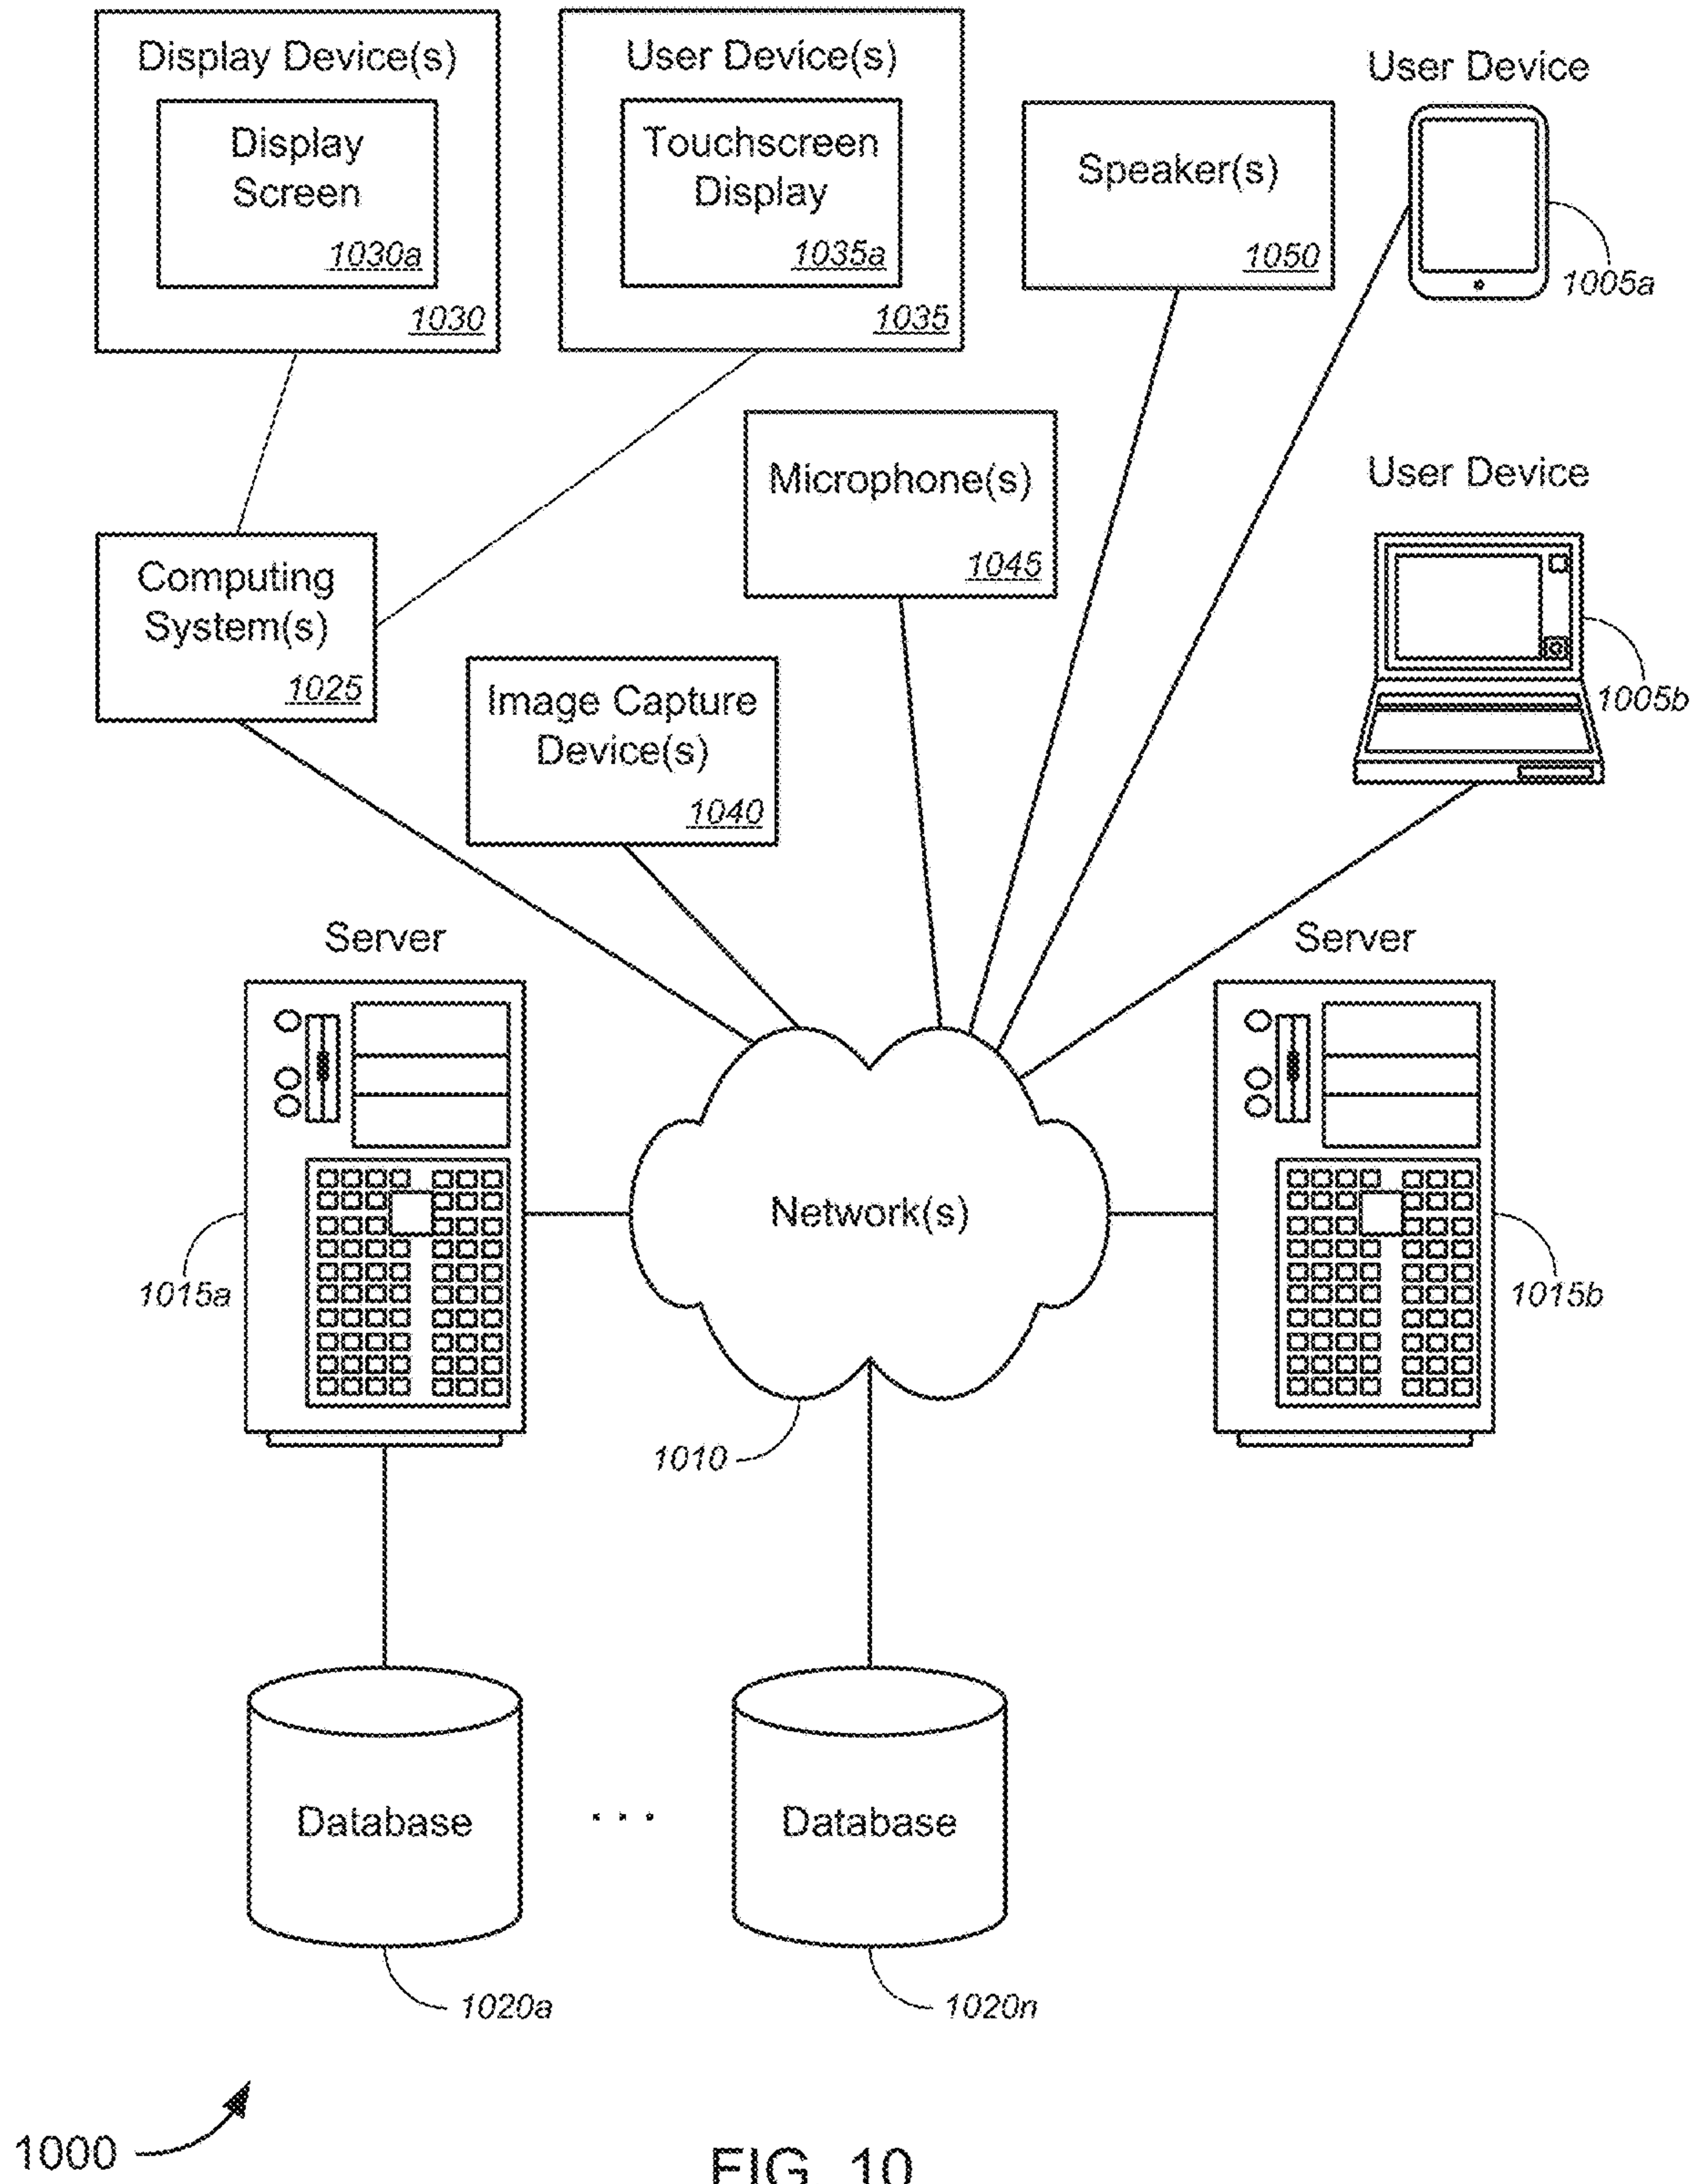 Display Device(s)
Display
Screen
1030a
1030
User Device(s)
Touchscreen
Display
1035a
1035
Speaker(s)
1050
User Device
1005a
Microphone(s)
1045
User Device
1005b
Computing
System(s)
1025
Image Capture
Device(s)
1040
Server
1015a
Network(s)
1010
Server
1015b
Database
1020a
. . .
Database
1020n
1000
FIG. 10